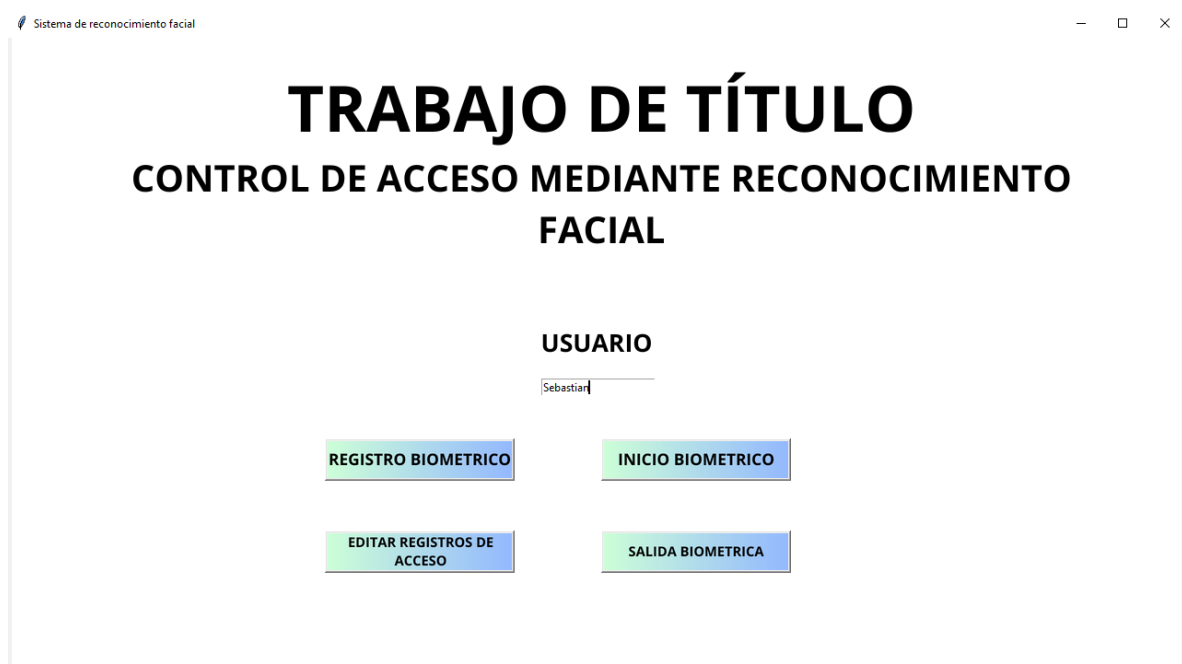 Sistema de reconocimiento facial
TRABAJO DE TÍTULO
CONTROL DE ACCESO MEDIANTE RECONOCIMIENTO
FACIAL
USUARIO
Sebastian
REGISTRO BIOMETRICO
INICIO BIOMETRICO
EDITAR REGISTROS DE
ACCESO
SALIDA BIOMETRICA